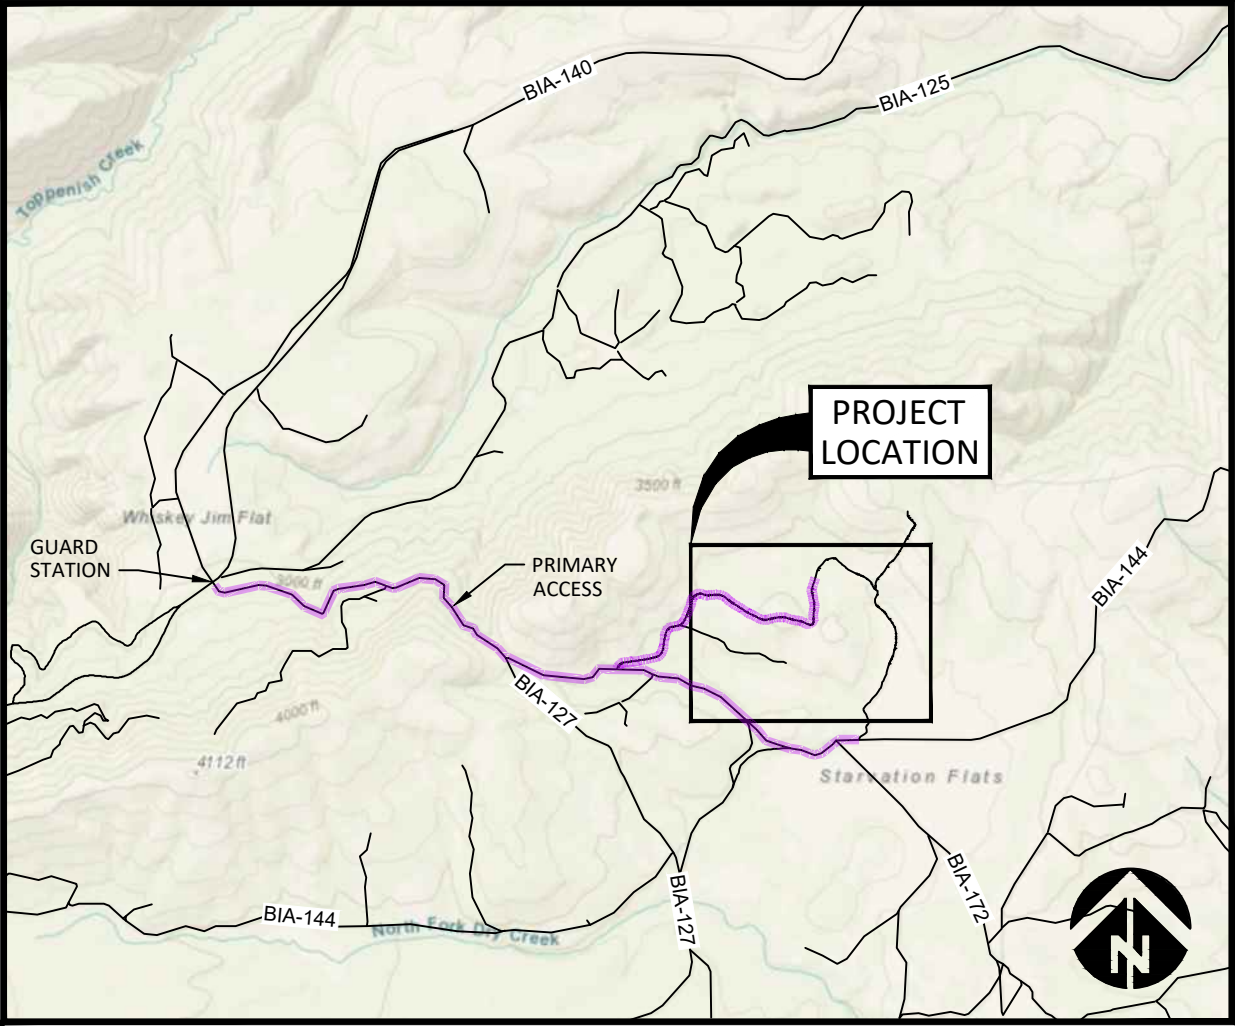 BIA-140
BIA-125
Toppenish Creek
PROJECT
LOCATION
3500 ft
Whiskey Jim Flat
GUARD
STATION
3000 ft
PRIMARY
ACCESS
BIA-144
BIA-127
4000 ft
4112 ft
Starvation Flats
BIA-172
BIA-127
BIA-144
North Fork Dry Creek
N